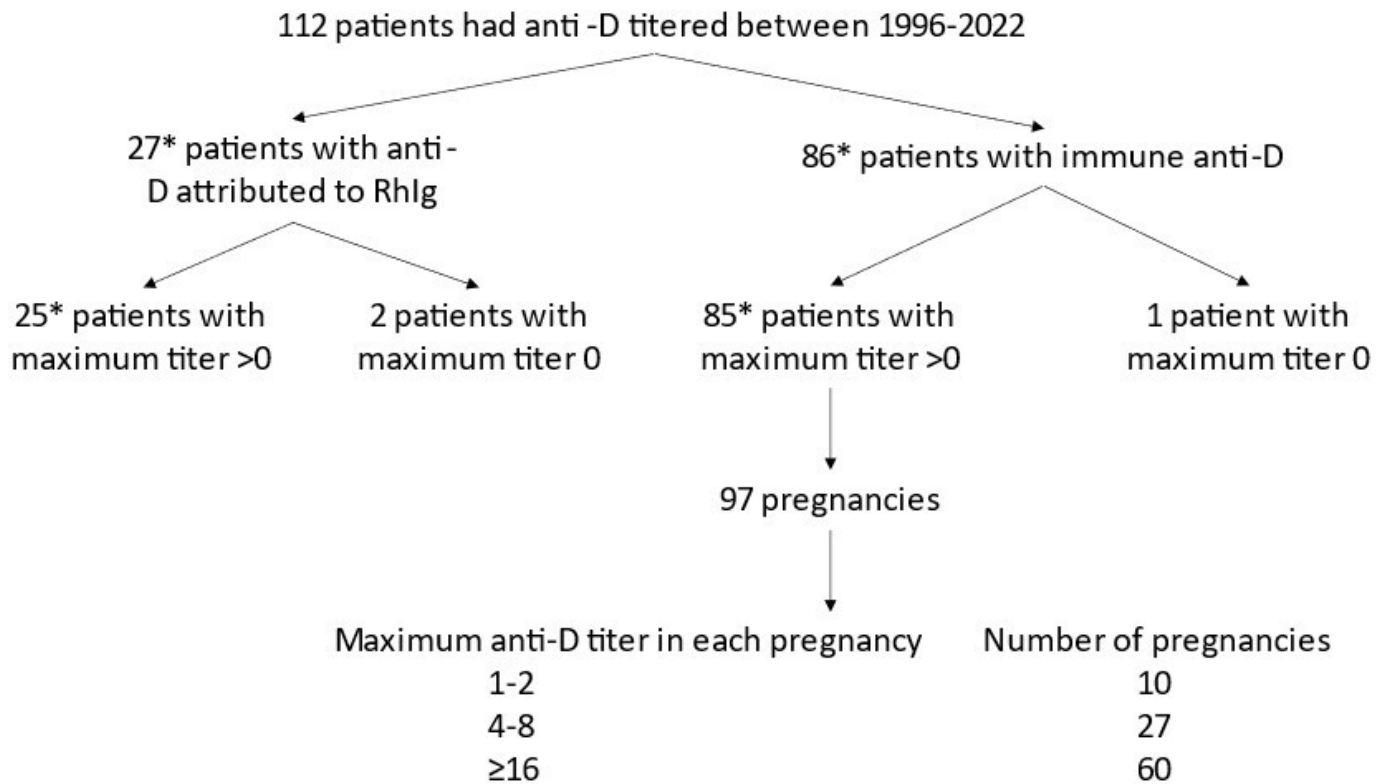 112 patients had anti -D titered between 1996-2022
27* patients with anti-
D attributed to RhIg
86* patients with immune anti-D
25* patients with
maximum titer >0
2 patients with
maximum titer 0
85* patients with
maximum titer >0
1 patient with
maximum titer 0
97 pregnancies
Maximum anti-D titer in each pregnancy Number of pregnancies
1-2 10
4-8 27
≥16 60